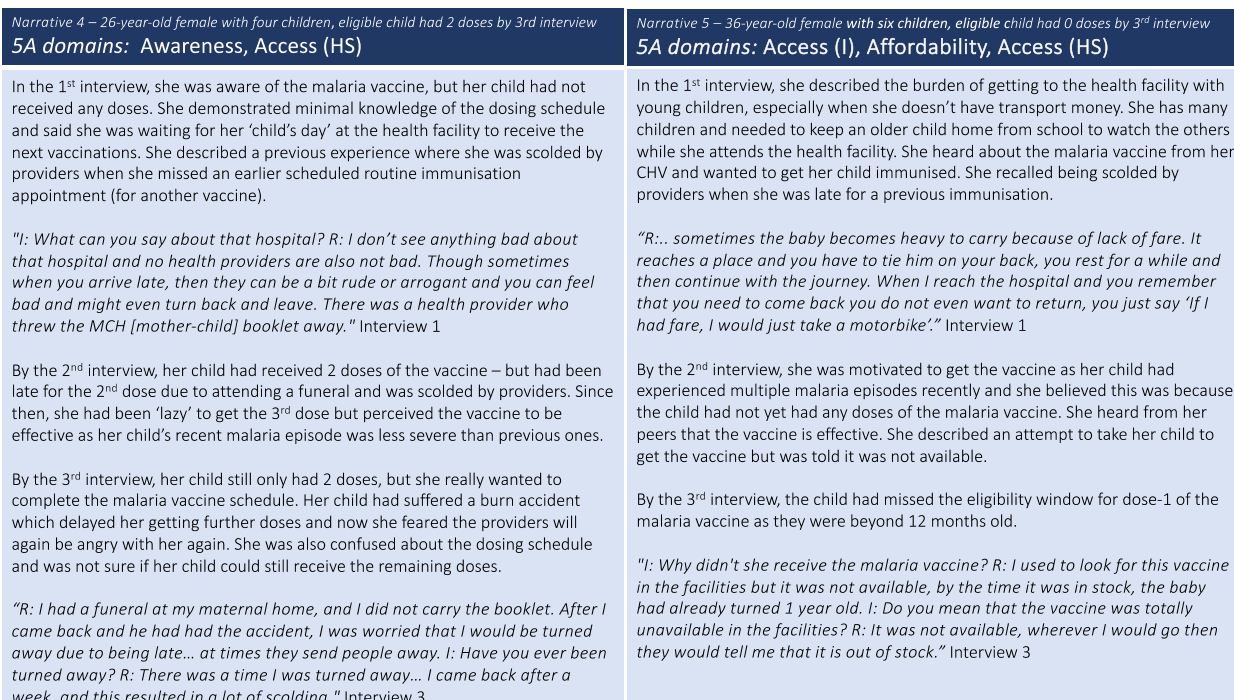 Narrative 4 – 26-year-old female with four children, eligible child had 2 doses by 3rd interview
5A domains: Awareness, Access (HS)
In the 1st interview, she was aware of the malaria vaccine, but her child had not
received any doses. She demonstrated minimal knowledge of the dosing schedule
and said she was waiting for her ‘child’s day’ at the health facility to receive the
next vaccinations. She described a previous experience where she was scolded by
providers when she missed an earlier scheduled routine immunisation
appointment (for another vaccine).
"I: What can you say about that hospital? R: I don’t see anything bad about
that hospital and no health providers are also not bad. Though sometimes
when you arrive late, then they can be a bit rude or arrogant and you can feel
bad and might even turn back and leave. There was a health provider who
threw the MCH [mother-child] booklet away." Interview 1
By the 2nd interview, her child had received 2 doses of the vaccine – but had been
late for the 2nd dose due to attending a funeral and was scolded by providers. Since
then, she had been ‘lazy’ to get the 3rd dose but perceived the vaccine to be
effective as her child’s recent malaria episode was less severe than previous ones.
By the 3rd interview, her child still only had 2 doses, but she really wanted to
complete the malaria vaccine schedule. Her child had suffered a burn accident
which delayed her getting further doses and now she feared the providers will
again be angry with her again. She was also confused about the dosing schedule
and was not sure if her child could still receive the remaining doses.
“R: I had a funeral at my maternal home, and I did not carry the booklet. After I
came back and he had had the accident, I was worried that I would be turned
away due to being late… at times they send people away. I: Have you ever been
turned away? R: There was a time I was turned away… I came back after a
week, and this resulted in a lot of scolding." Interview 3
Narrative 5 – 36-year-old female with six children, eligible child had 0 doses by 3rd interview
5A domains: Access (I), Affordability, Access (HS)
In the 1st interview, she described the burden of getting to the health facility with
young children, especially when she doesn’t have transport money. She has many
children and needed to keep an older child home from school to watch the others
while she attends the health facility. She heard about the malaria vaccine from her
CHV and wanted to get her child immunised. She recalled being scolded by
providers when she was late for a previous immunisation.
“R:.. sometimes the baby becomes heavy to carry because of lack of fare. It
reaches a place and you have to tie him on your back, you rest for a while and
then continue with the journey. When I reach the hospital and you remember
that you need to come back you do not even want to return, you just say ‘If I
had fare, I would just take a motorbike’.” Interview 1
By the 2nd interview, she was motivated to get the vaccine as her child had
experienced multiple malaria episodes recently and she believed this was because
the child had not yet had any doses of the malaria vaccine. She heard from her
peers that the vaccine is effective. She described an attempt to take her child to
get the vaccine but was told it was not available.
By the 3rd interview, the child had missed the eligibility window for dose-1 of the
malaria vaccine as they were beyond 12 months old.
"I: Why didn't she receive the malaria vaccine? R: I used to look for this vaccine
in the facilities but it was not available, by the time it was in stock, the baby
had already turned 1 year old. I: Do you mean that the vaccine was totally
unavailable in the facilities? R: It was not available, wherever I would go then
they would tell me that it is out of stock.” Interview 3